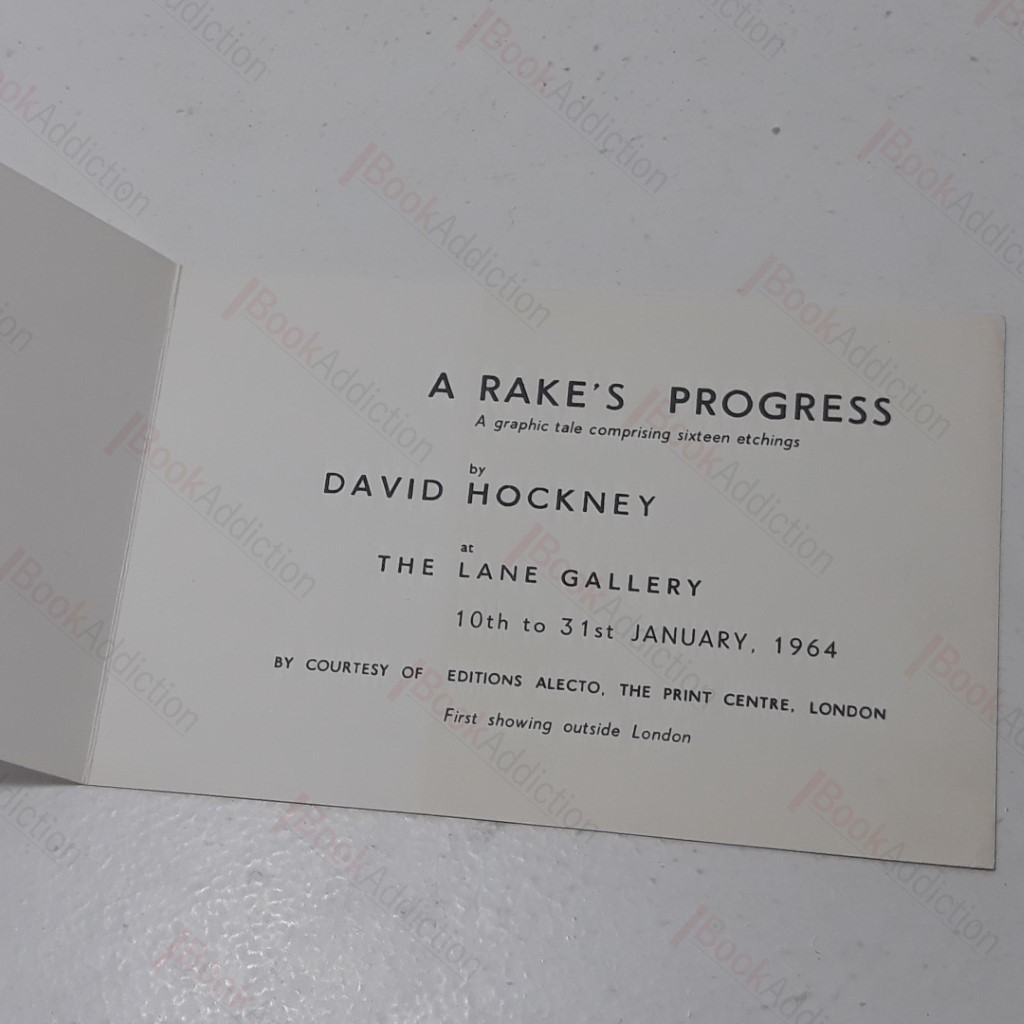 A RAKE'S PROGRESS
A graphic tale comprising sixteen etchings
by
DAVID HOCKNEY
at
THE LANE GALLERY
10th to 31st JANUARY, 1964
BY COURTESY OF EDITIONS ALECTO, THE PRINT CENTRE, LONDON
First showing outside London
BookAddiction